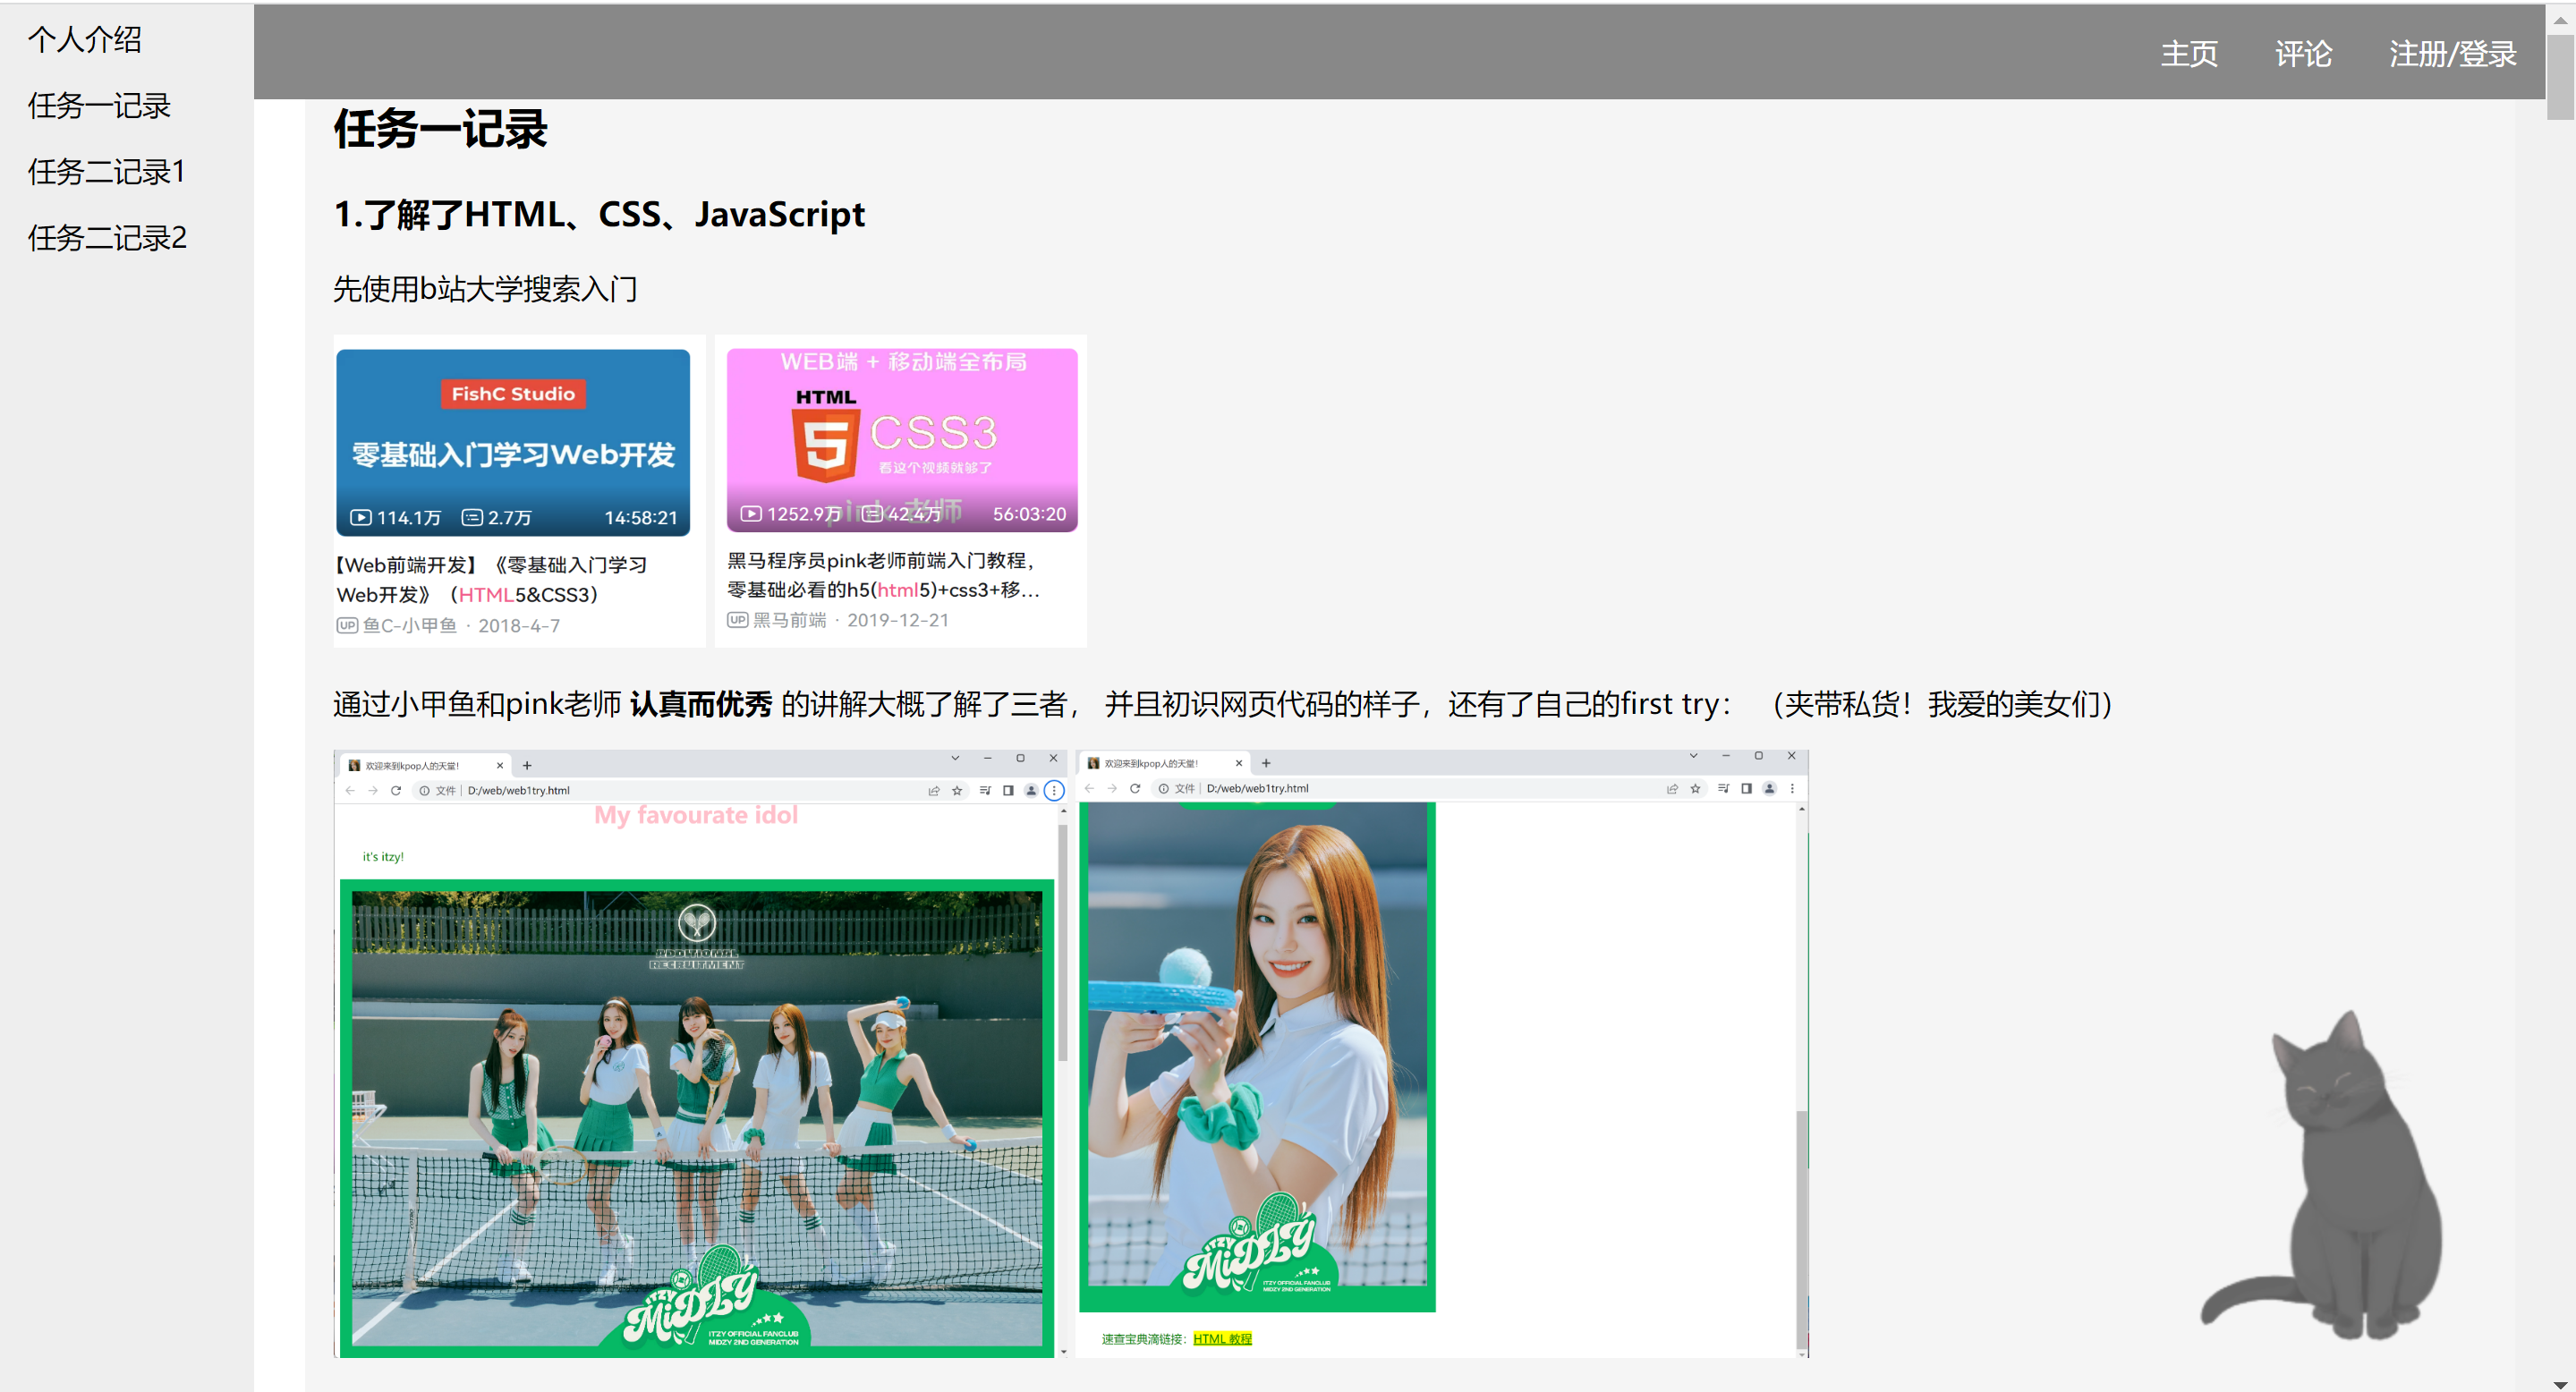 个人介绍
任务一记录
任务二记录1
任务二记录2
主页
评论
注册/登录
任务一记录
1.了解了HTML、CSS、JavaScript
先使用b站大学搜索入门
FishC Studio
零基础入门学习Web开发
114.1万
2.7万
14:58:21
【Web前端开发】《零基础入门学习
Web开发》（HTML5&CSS3）
UP 鱼C-小甲鱼 · 2018-4-7
WEB端 + 移动端全布局
HTML
5
CSS3
看这个视频就够了
pink 老师
1252.9万
42.4万
56:03:20
黑马程序员pink老师前端入门教程，
零基础必看的h5(html5)+css3+移...
UP 黑马前端 · 2019-12-21
通过小甲鱼和pink老师 认真而优秀 的讲解大概了解了三者， 并且初识网页代码的样子，还有了自己的first try： （夹带私货！我爱的美女们）
欢迎来到kpop人的天堂!
文件 D:/web/web1try.html
My favourate idol
it's itzy!
ADDITIONAL
RECRUITMENT
ITZY
MiDZY
ITZY OFFICIAL FANCLUB
MIDZY 2ND GENERATION
欢迎来到kpop人的天堂!
文件 D:/web/web1try.html
ITZY
MiDZY
ITZY OFFICIAL FANCLUB
MIDZY 2ND GENERATION
速查宝典滴链接：HTML 教程